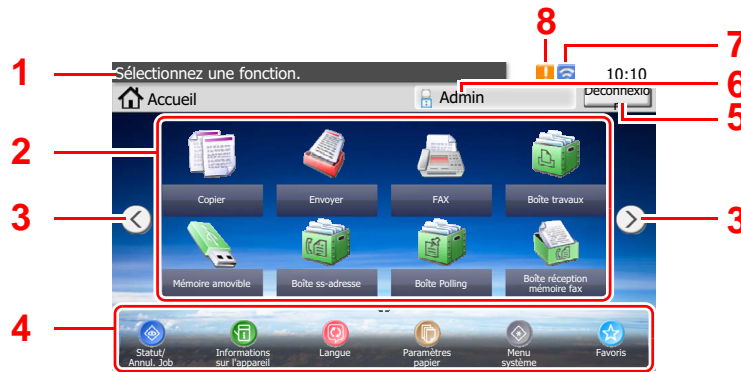 8
7
1
Sélectionnez une fonction.
10:10
6
Accueil
Admin
Déconnexio
n
5
2
Copier
Envoyer
FAX
Boîte travaux
3
3
Mémoire amovible
Boîte ss-adresse
Boîte Polling
Boîte réception
mémoire fax
4
Statut/
Annul. Job
Informations
sur l'appareil
Langue
Paramètres
papier
Menu
système
Favoris